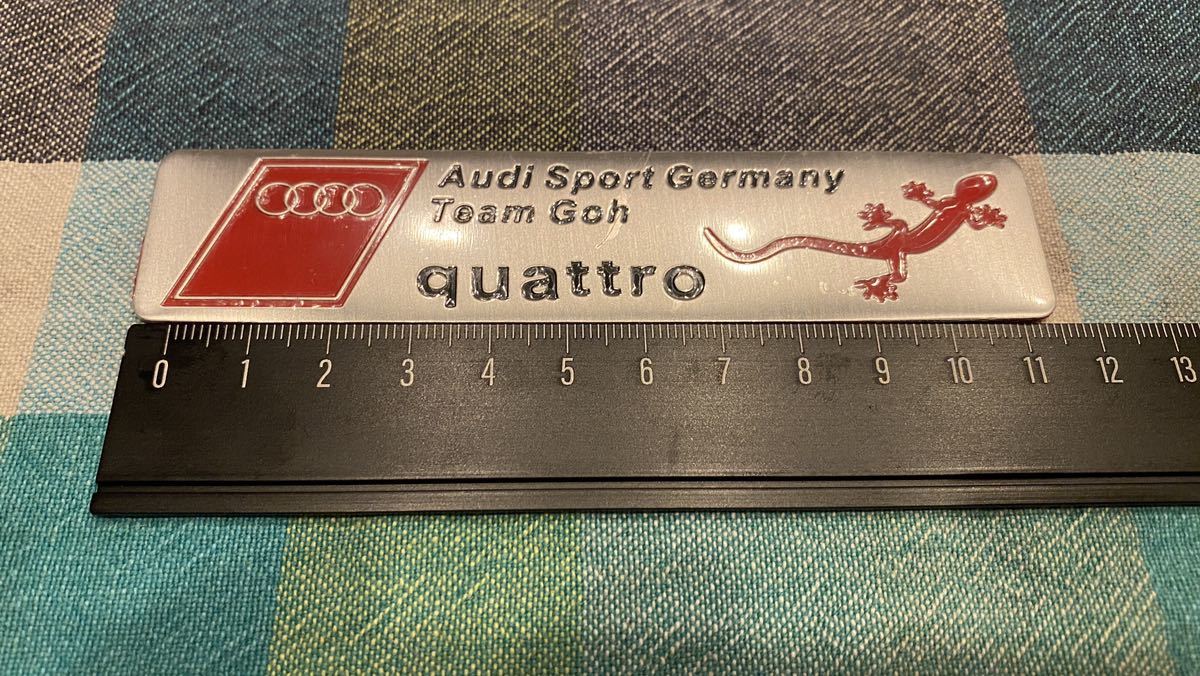 Audi Sport Germany
Team Goh
quattro
0 1 2 3 4 5 6 7 8 9 10 11 12 13